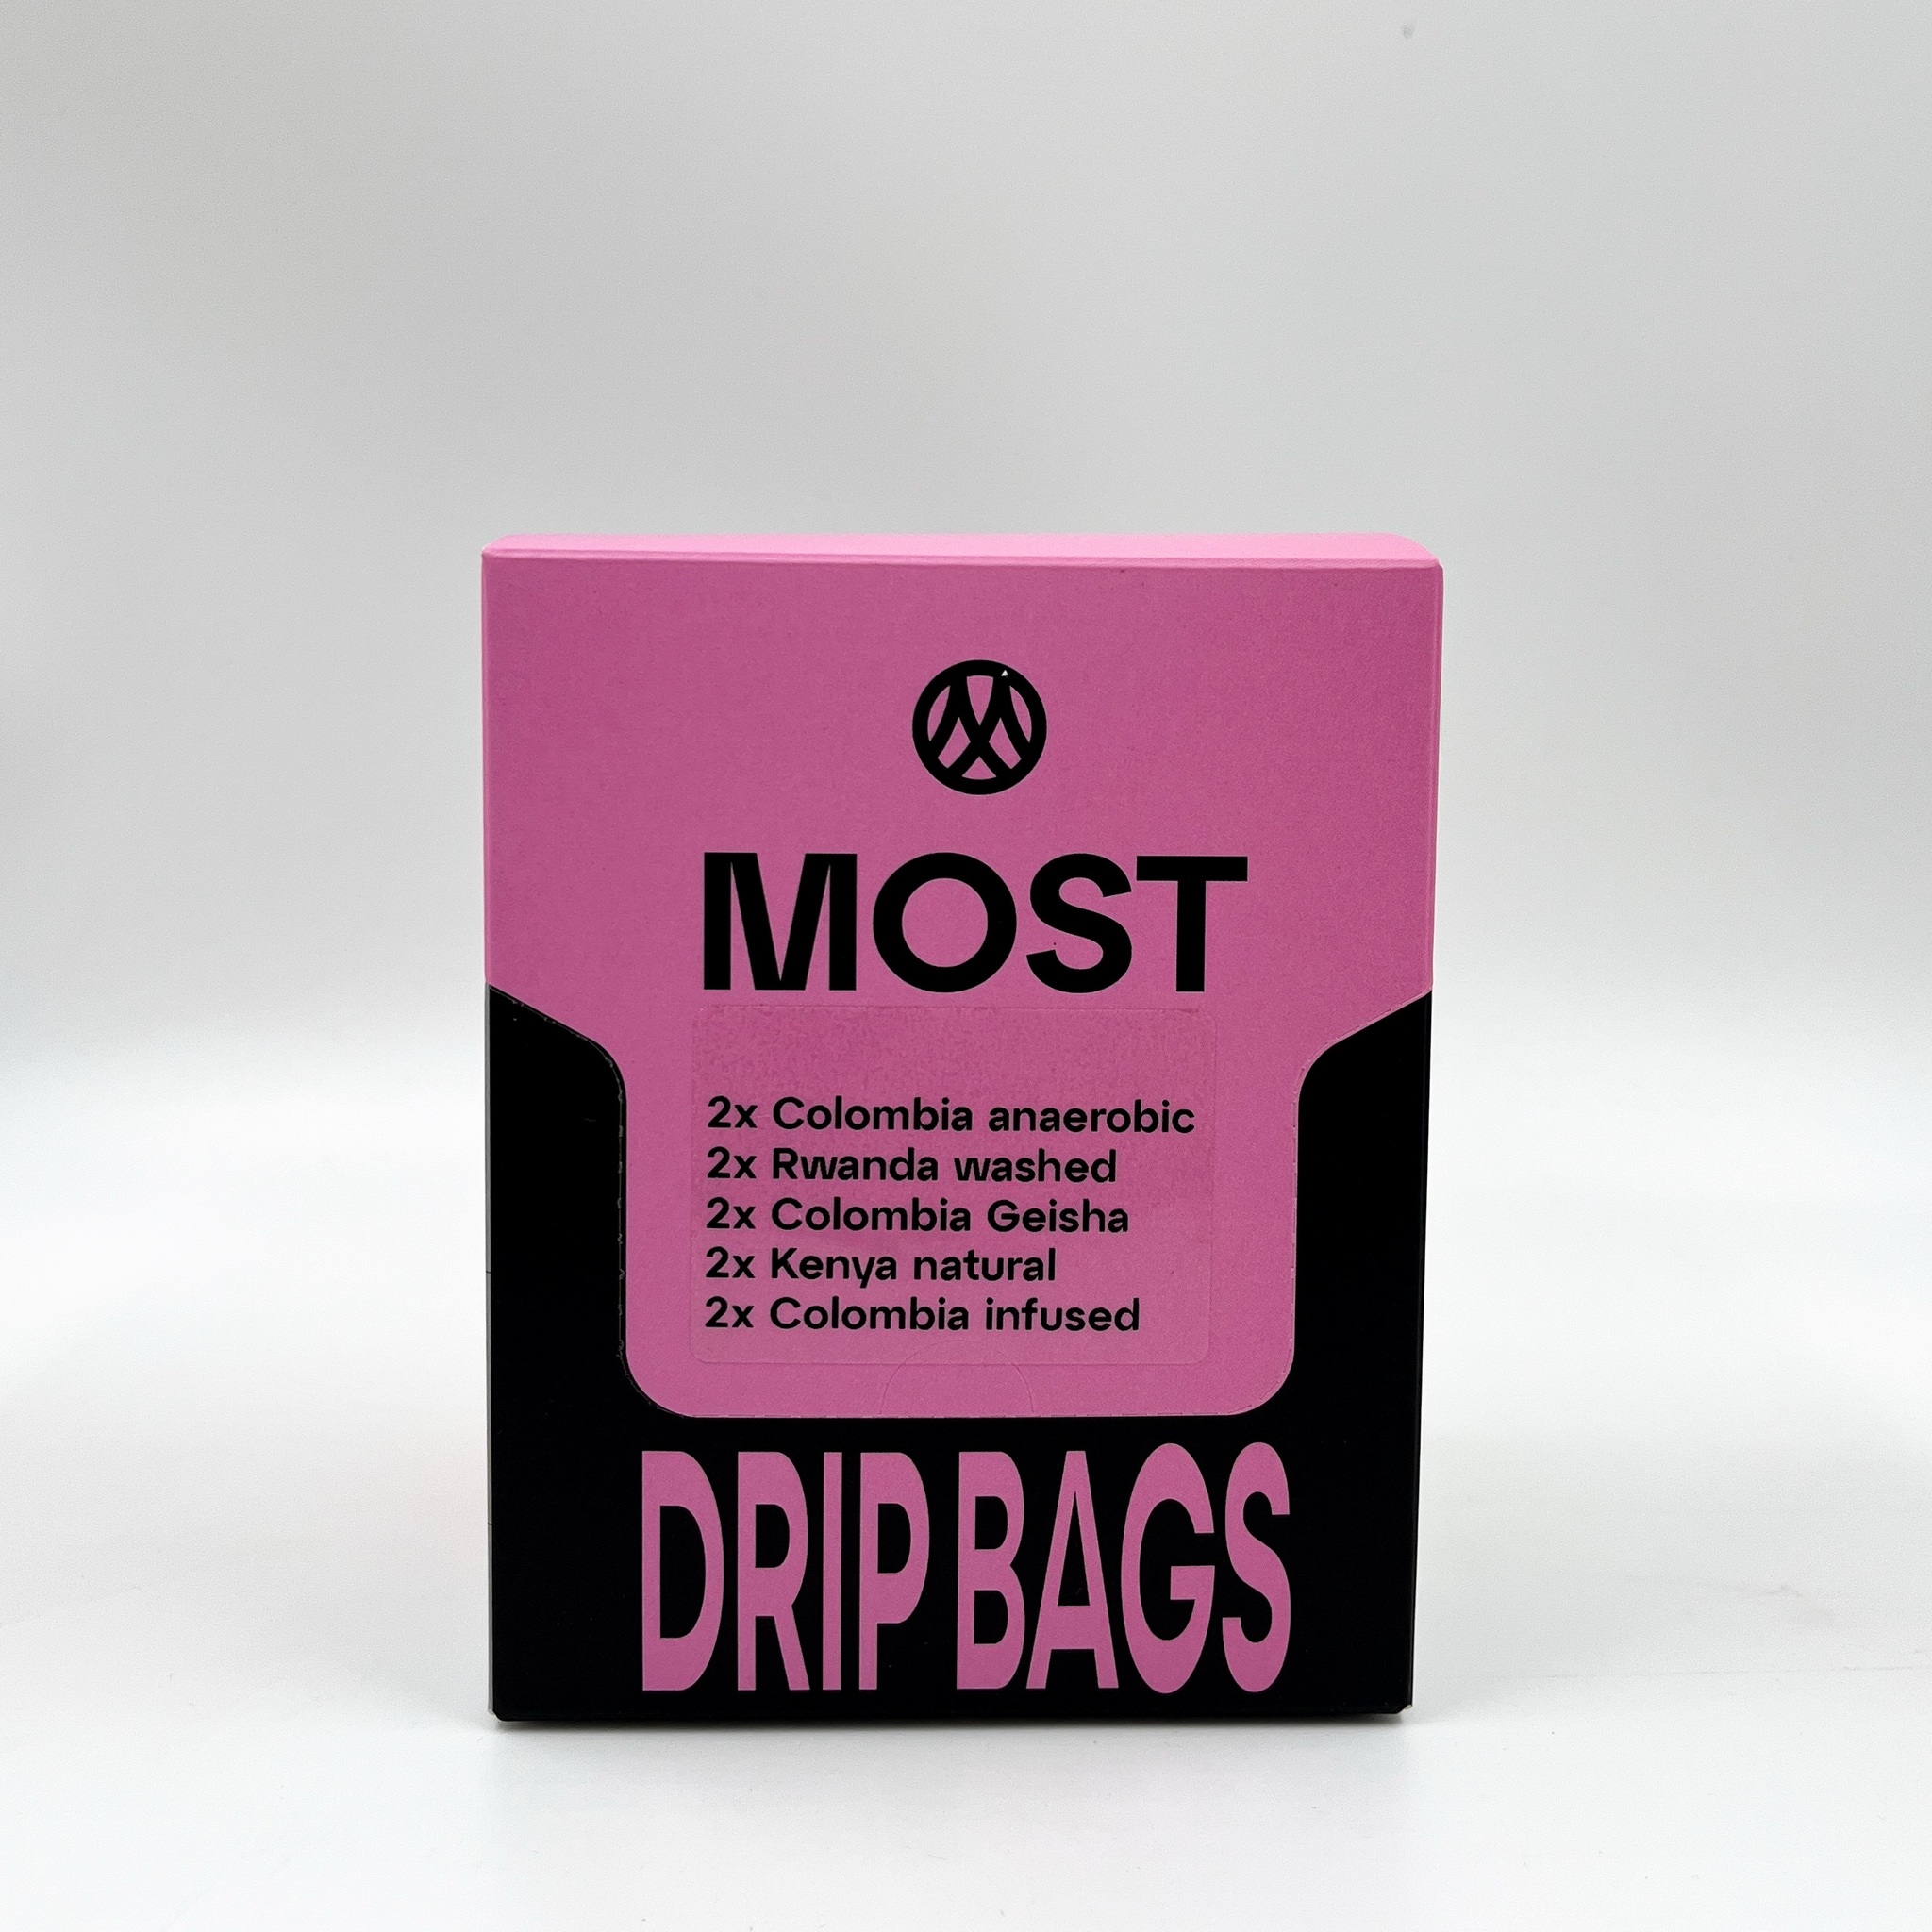 MOST
2x Colombia anaerobic
2x Rwanda washed
2x Colombia Geisha
2x Kenya natural
2x Colombia infused
DRIP BAGS